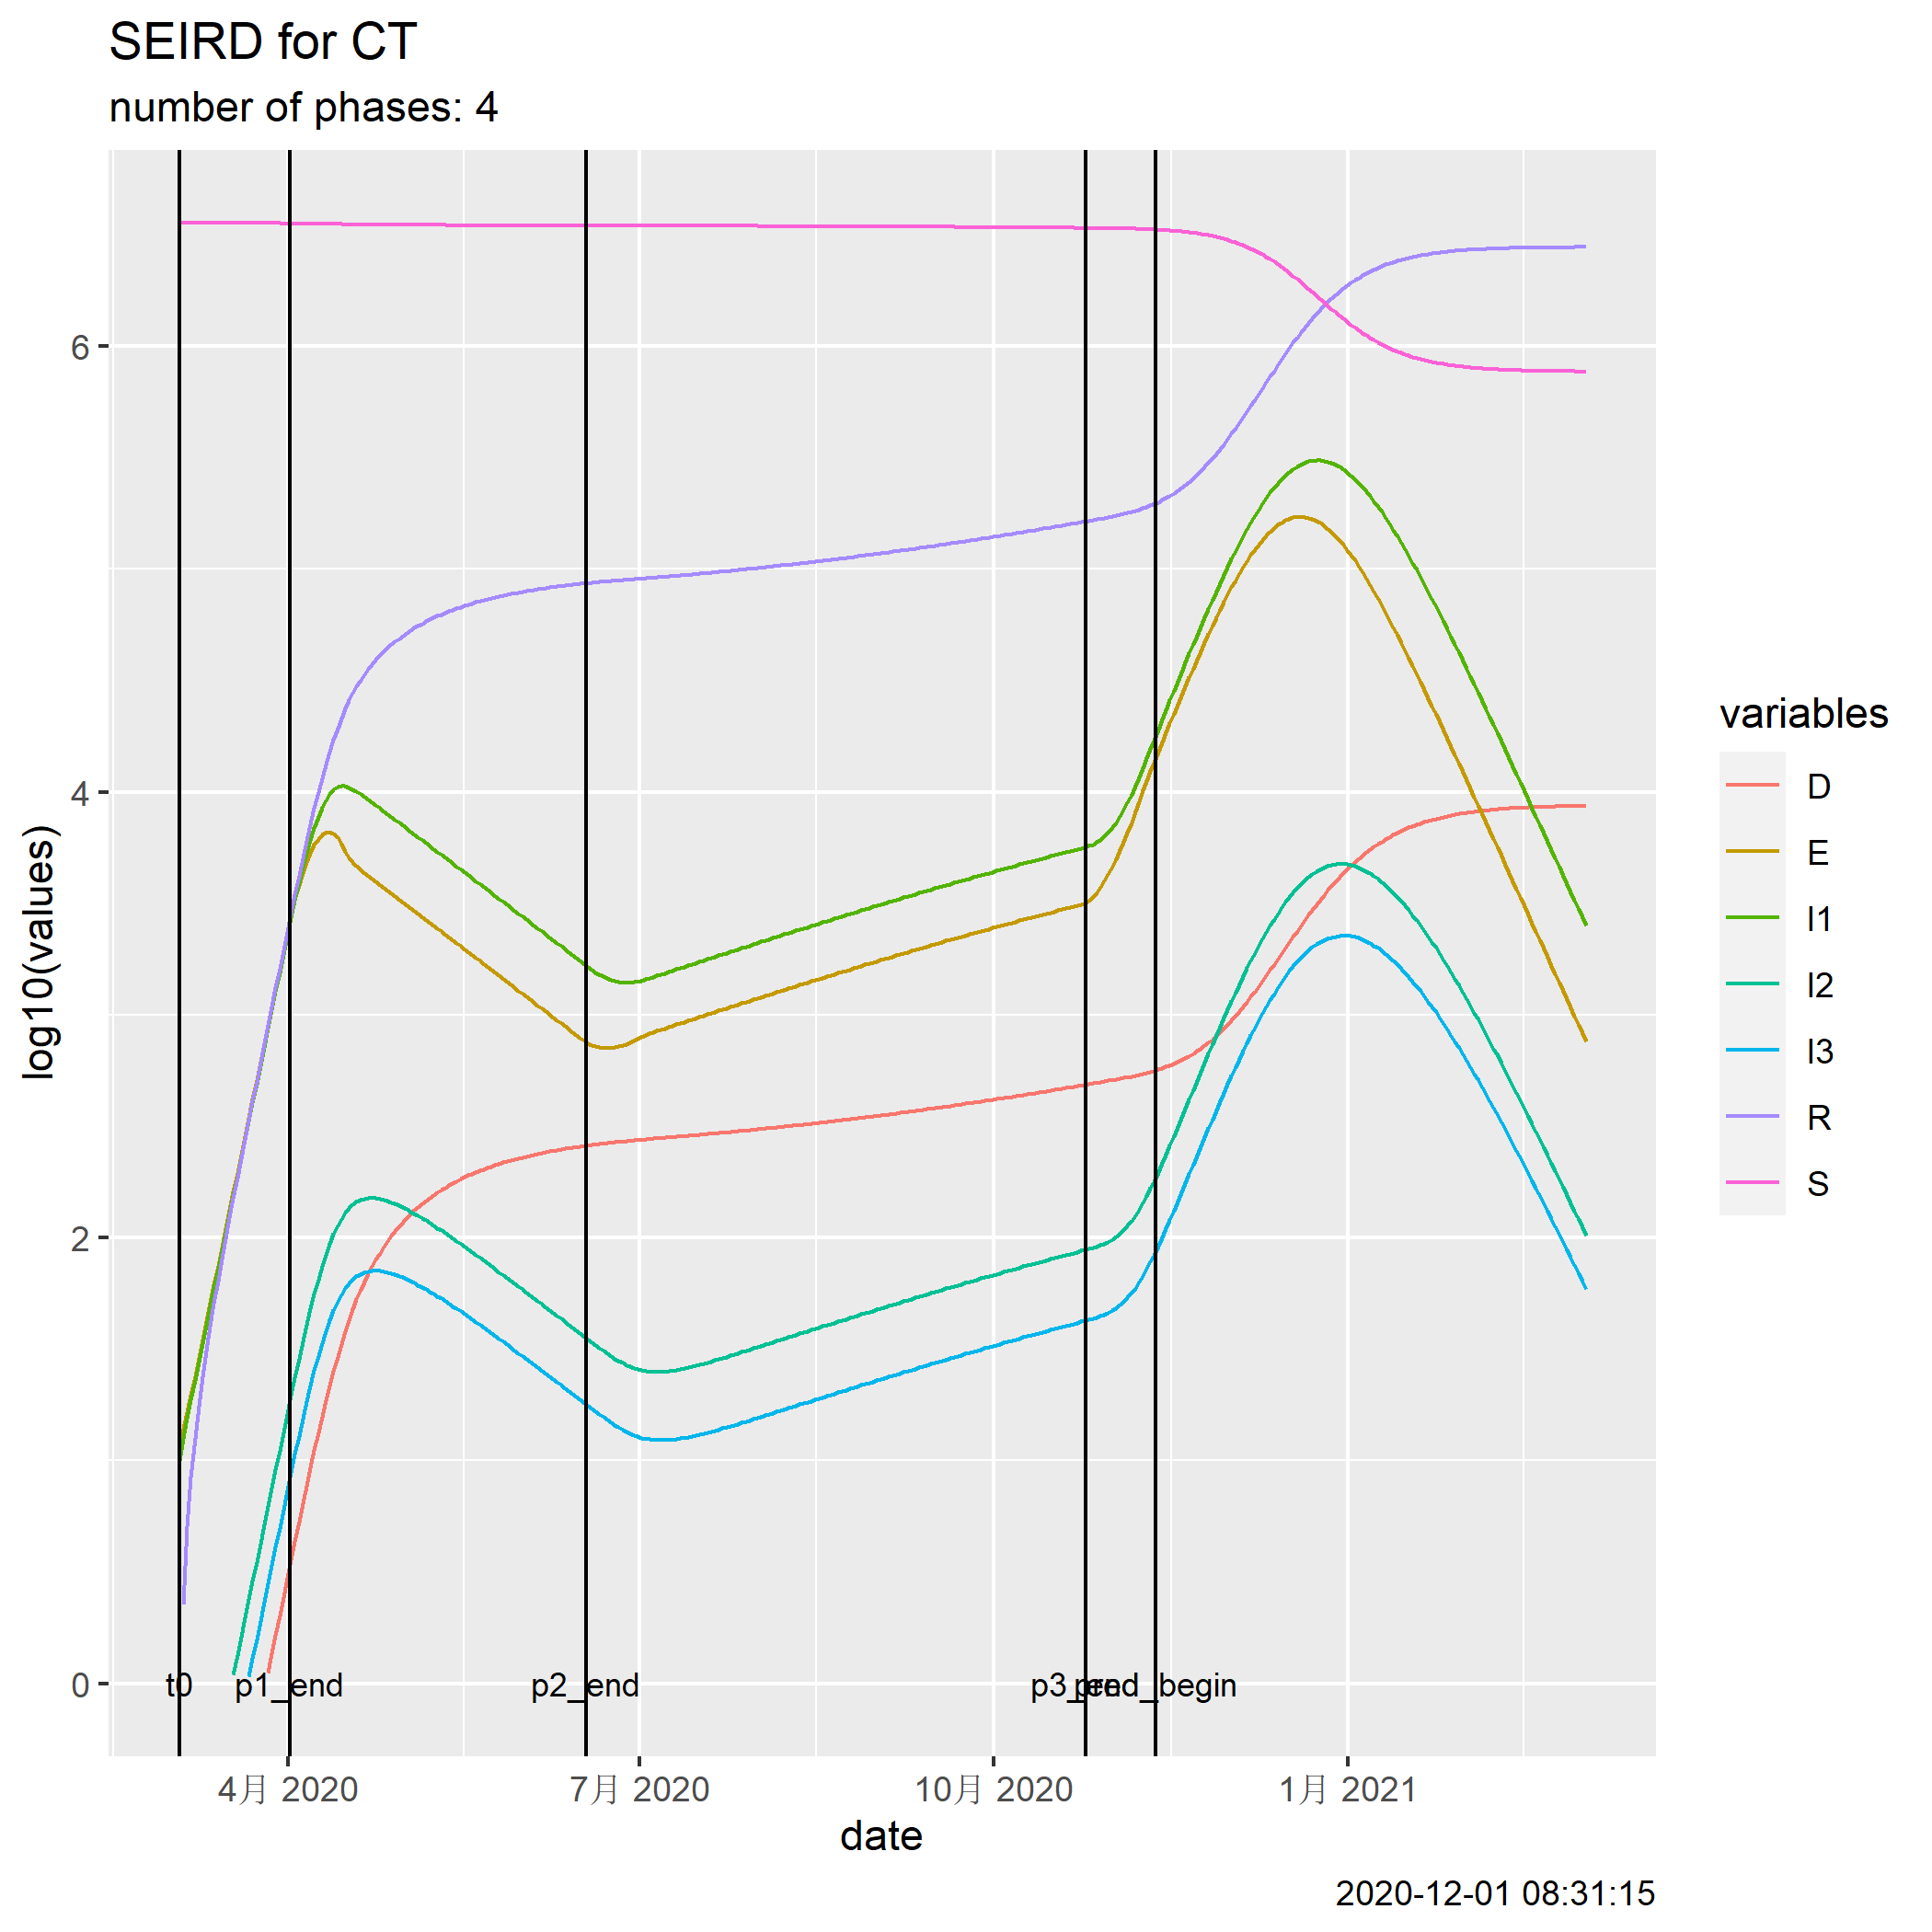 SEIRD for CT
number of phases: 4
log10(values)
6
4
2
0
t0
p1_end
p2_end
p3_end
pred_begin
4月 2020
7月 2020
10月 2020
1月 2021
date
variables
D
E
I1
I2
I3
R
S
2020-12-01 08:31:15